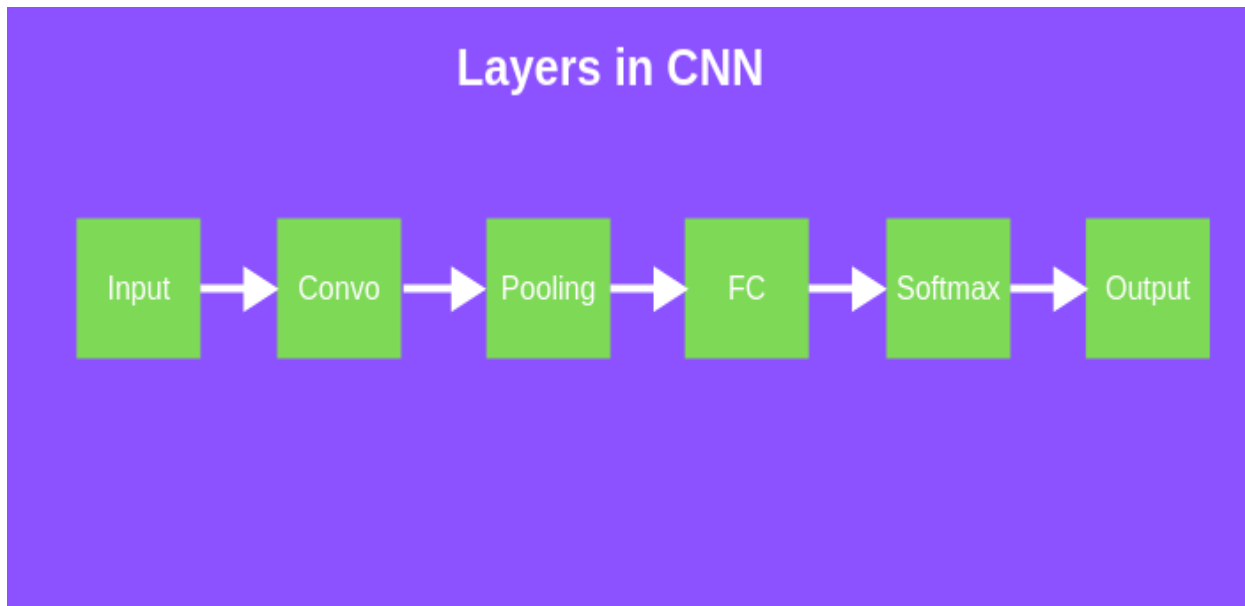 Layers in CNN
Input
Convo
Pooling
FC
Softmax
Output